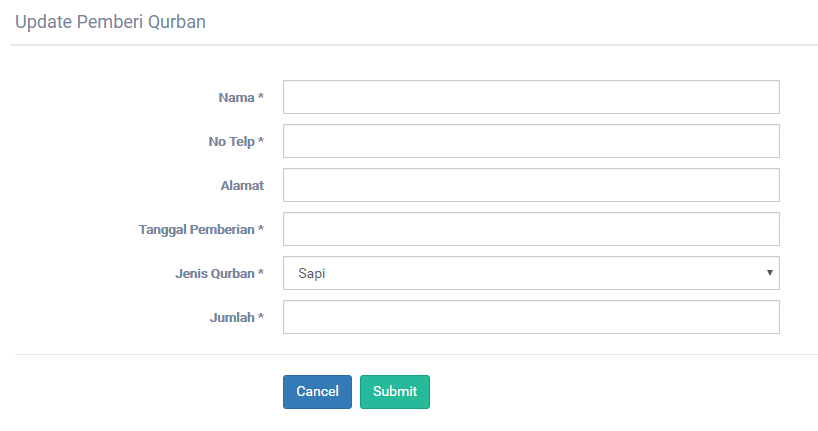 Update Pemberi Qurban
Nama *
No Telp *
Alamat
Tanggal Pemberian *
Jenis Qurban * Sapi
Jumlah *
Cancel Submit